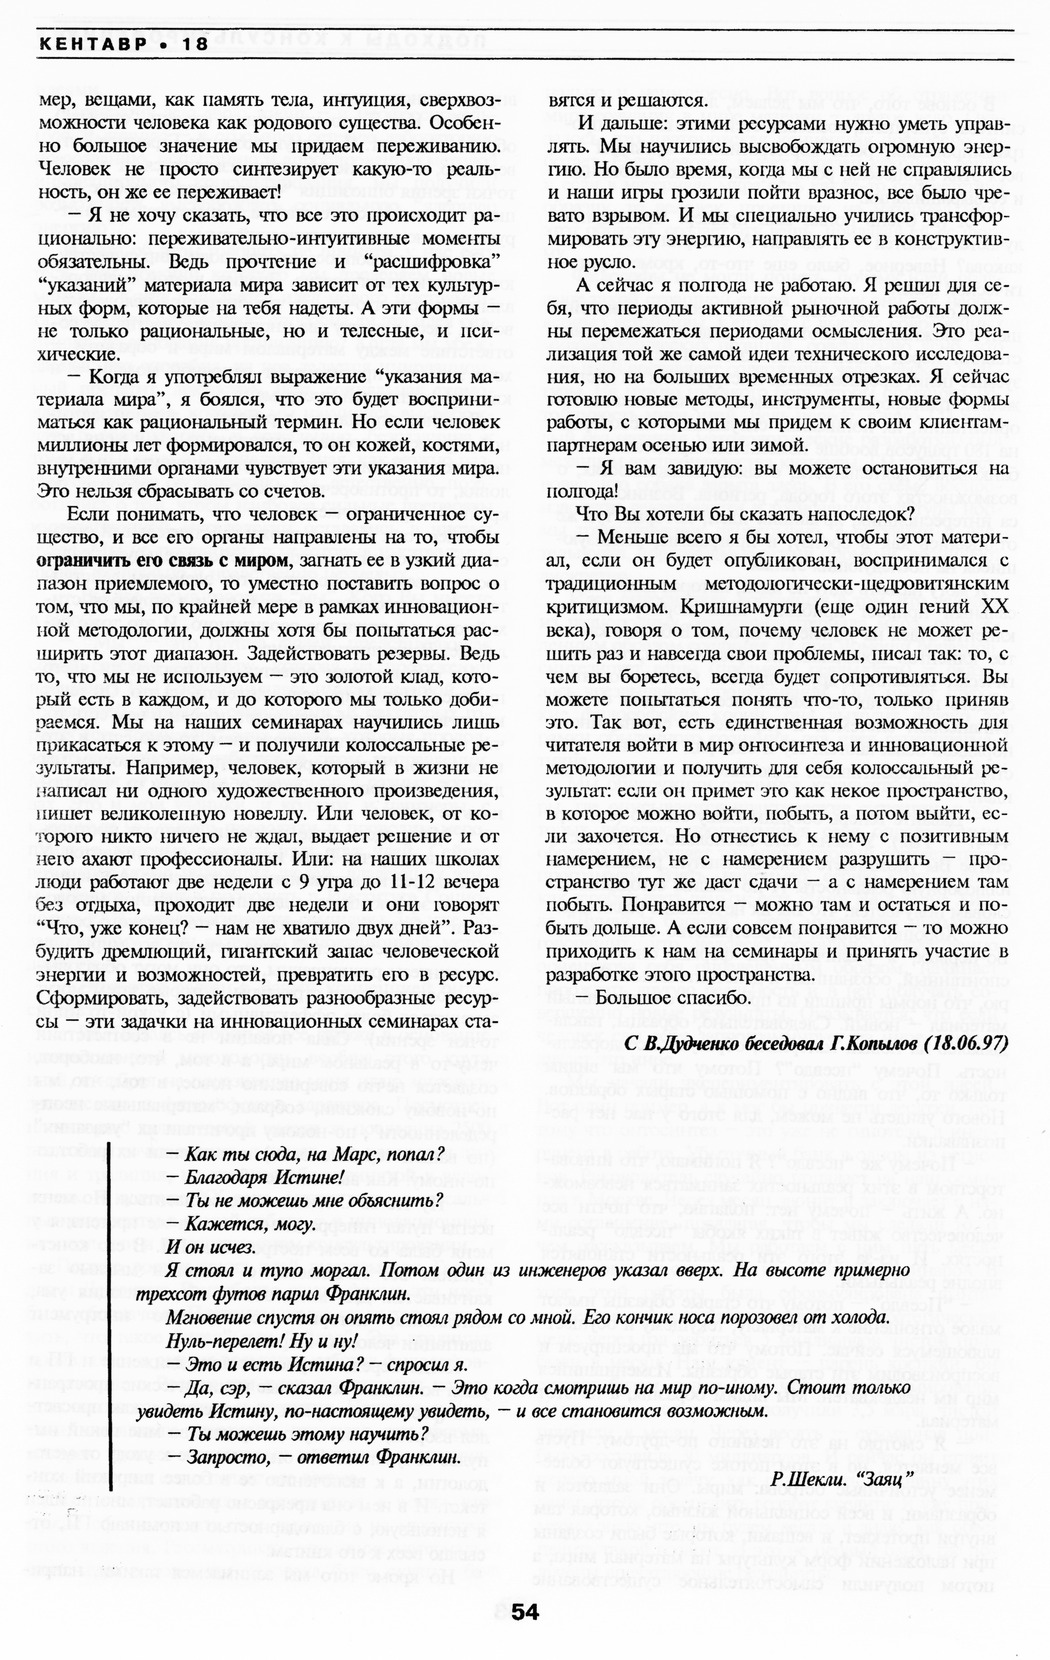 КЕНТАВР • 18
мер, вещами, как память тела, интуиция, сверхвоз-
можности человека как родового существа. Особен-
но большое значение мы придаем переживанию.
Человек не просто синтезирует какую-то реаль-
ность, он же ее переживает!
— Я не хочу сказать, что все это происходит ра-
ционально: переживательно-интуитивные моменты
обязательны. Ведь прочтение и “расшифровка”
“указаний” материала мира зависит от тех культур-
ных форм, которые на тебя надеты. А эти формы —
не только рациональные, но и телесные, и пси-
хические.
— Когда я употреблял выражение “указания ма-
териала мира”, я боялся, что это будет восприни-
маться как рациональный термин. Но если человек
миллионы лет формировался, то он кожей, костями,
внутренними органами чувствует эти указания мира.
Это нельзя сбрасывать со счетов.
Если понимать, что человек — ограниченное су-
щество, и все его органы направлены на то, чтобы
ограничить его связь с миром, загнать ее в узкий диа-
пазон приемлемого, то уместно поставить вопрос о
том, что мы, по крайней мере в рамках инновацион-
ной методологии, должны хотя бы попытаться рас-
ширить этот диапазон. Задействовать резервы. Ведь
то, что мы не используем — это золотой клад, кото-
рый есть в каждом, и до которого мы только доби-
раемся. Мы на наших семинарах научились лишь
прикасаться к этому — и получили колоссальные ре-
зультаты. Например, человек, который в жизни не
написал ни одного художественного произведения,
пишет великолепную новеллу. Или человек, от ко-
торого никто ничего не ждал, выдает решение и от
него ахают профессионалы. Или: на наших школах
люди работают две недели с 9 утра до 11-12 вечера
без отдыха, проходит две недели и они говорят
“Что, уже конец? — нам не хватило двух дней”. Раз-
будить дремлющий, гигантский запас человеческой
энергии и возможностей, превратить его в ресурс.
Сформировать, задействовать разнообразные ресур-
сы — эти задачки на инновационных семинарах ста-
вятся и решаются.
И дальше: этими ресурсами нужно уметь управ-
лять. Мы научились высвобождать огромную энер-
гию. Но было время, когда мы с ней не справлялись
и наши игры грозили пойти вразнос, все было чре-
вато взрывом. И мы специально учились трансфор-
мировать эту энергию, направлять ее в конструктив-
ное русло.
А сейчас я полгода не работаю. Я решил для се-
бя, что периоды активной рыночной работы долж-
ны перемежаться периодами осмысления. Это реа-
лизация той же самой идеи технического исследова-
ния, но на больших временных отрезках. Я сейчас
готовлю новые методы, инструменты, новые формы
работы, с которыми мы придем к своим клиентам-
партнерам осенью или зимой.
— Я вам завидую: вы можете остановиться на
полгода!
Что Вы хотели бы сказать напоследок?
— Меньше всего я бы хотел, чтобы этот матери-
ал, если он будет опубликован, воспринимался с
традиционным методологически-щедровитянским
критицизмом. Кришнамурти (еще один гений XX
века), говоря о том, почему человек не может ре-
шить раз и навсегда свои проблемы, писал так: то, с
чем вы боретесь, всегда будет сопротивляться. Вы
можете попытаться понять что-то, только приняв
это. Так вот, есть единственная возможность для
читателя войти в мир онтосинтеза и инновационной
методологии и получить для себя колоссальный ре-
зультат: если он примет это как некое пространство,
в которое можно войти, побыть, а потом выйти, ес-
ли захочется. Но отнестись к нему с позитивным
намерением, не с намерением разрушить — про-
странство тут же даст сдачи — а с намерением там
побыть. Понравится — можно там и остаться и по-
быть дольше. А если совсем понравится — то можно
приходить к нам на семинары и принять участие в
разработке этого пространства.
— Большое спасибо.
С В.Дудченко беседовал Г.Копылов (18.06.97)
— Как ты сюда, на Марс, попал?
— Благодаря Истине!
— Ты не можешь мне объяснить?
— Кажется, могу.
И он исчез.
Я стоял и тупо моргал. Потом один из инженеров указал вверх. На высоте примерно
трехсот футов парил Франклин.
Мгновение спустя он опять стоял рядом со мной. Его кончик носа порозовел от холода.
Нуль-перелет! Ну и ну!
— Это и есть Истина? — спросил я.
— Да, сэр, — сказал Франклин. — Это когда смотришь на мир по-иному. Стоит только
увидеть Истину, по-настоящему увидеть, — и все становится возможным.
— Ты можешь этому научить?
— Запросто, — ответил Франклин.
Р.Шекли. “Заяц”
54